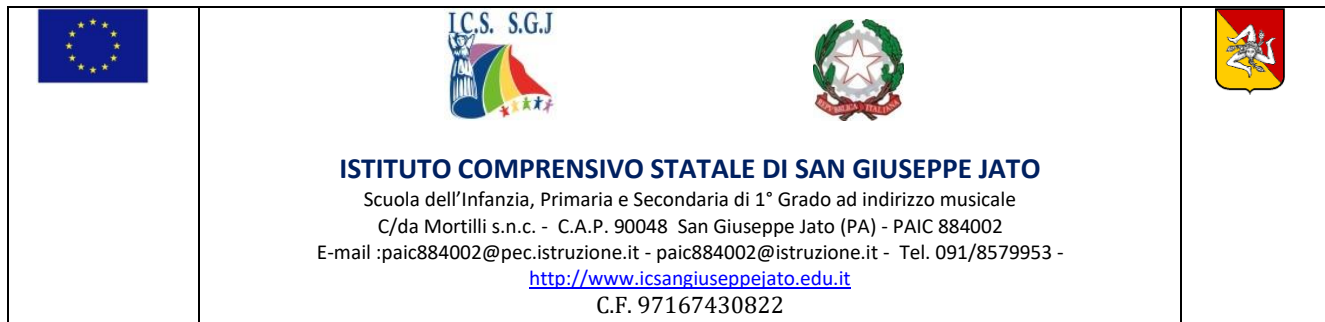 I.C.S. S.G.J
REPVBBLICA ITALIANA
ISTITUTO COMPRENSIVO STATALE DI SAN GIUSEPPE JATO
Scuola dell’Infanzia, Primaria e Secondaria di 1° Grado ad indirizzo musicale
C/da Mortilli s.n.c. - C.A.P. 90048 San Giuseppe Jato (PA) - PAIC 884002
E-mail :paic884002@pec.istruzione.it - paic884002@istruzione.it - Tel. 091/8579953 -
http://www.icsangiuseppejato.edu.it
C.F. 97167430822